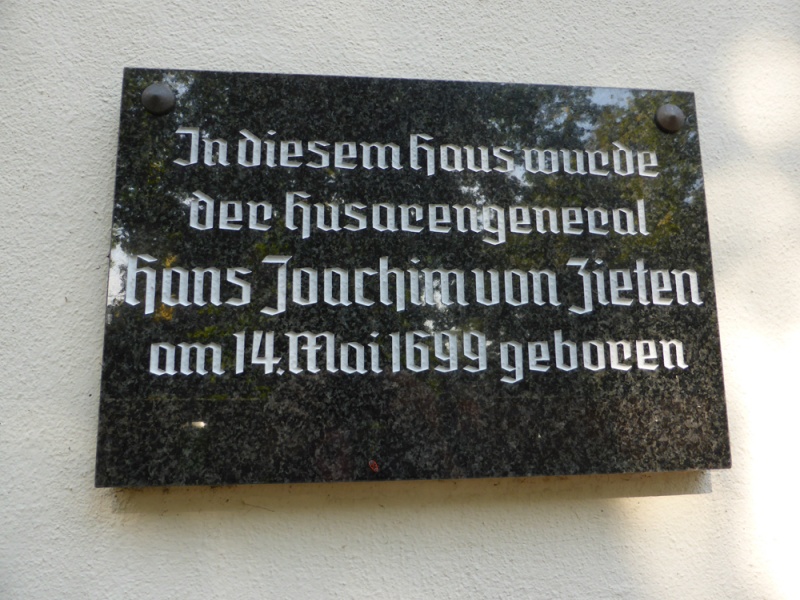 In diesem Haus wurde
der Husarengeneral
Hans Joachim von Zieten
am 14. Mai 1699 geboren